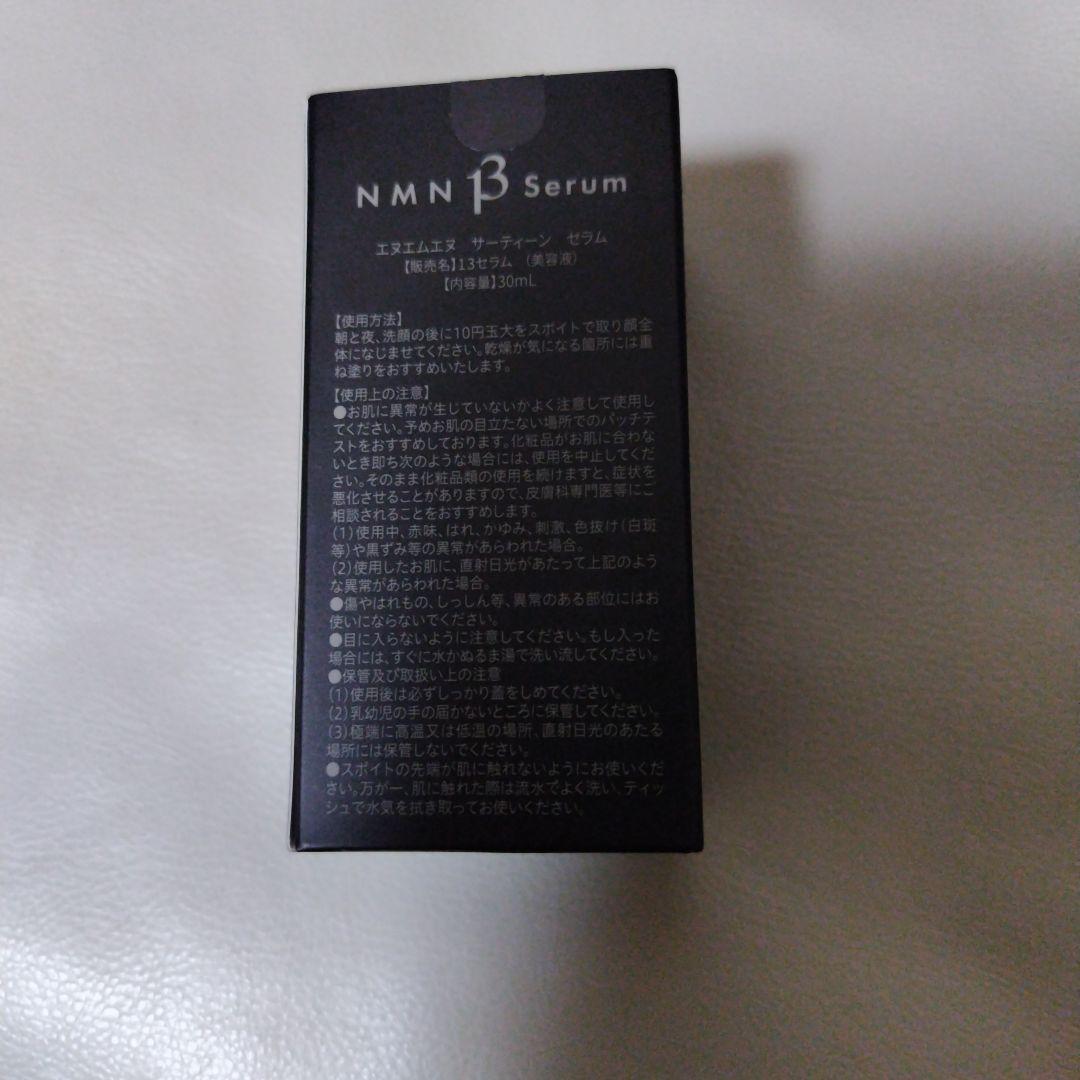 NMN 13 Serum
エヌエムエヌ サーティーン セラム
【販売名】13セラム (美容液)
【内容量】30mL
【使用方法】
朝と夜、洗顔の後に10円玉大をスポイトで取り顔全
体になじませてください。乾燥が気になる箇所には重
ね塗りをおすすめいたします。
【使用上の注意】
●お肌に異常が生じていないかよく注意して使用し
てください。予めお肌の目立たない場所でのパッチテ
ストをおすすめしております。化粧品がお肌に合わな
いとき即ち次のような場合には、使用を中止してくだ
さい。そのまま化粧品類の使用を続けますと、症状を
悪化させることがありますので、皮膚科専門医等にご
相談されることをおすすめします。
(1)使用中、赤味、はれ、かゆみ、刺激、色抜け(白斑
等)や黒ずみ等の異常があらわれた場合。
(2)使用したお肌に、直射日光があたって上記のよう
な異常があらわれた場合。
●傷やはれもの、しっしん等、異常のある部位にはお
使いにならないでください。
●目に入らないように注意してください。もし入った
場合には、すぐに水かぬるま湯で洗い流してください。
●保管及び取扱い上の注意
(1)使用後は必ずしっかり蓋をしめてください。
(2)乳幼児の手の届かないところに保管してください。
(3)極端に高温又は低温の場所、直射日光のあたる
場所には保管しないでください。
●スポイトの先端が肌に触れないようにお使いくだ
さい。万が一、肌に触れた際は流水でよく洗い、ティッ
シュで水気を拭き取ってお使いください。